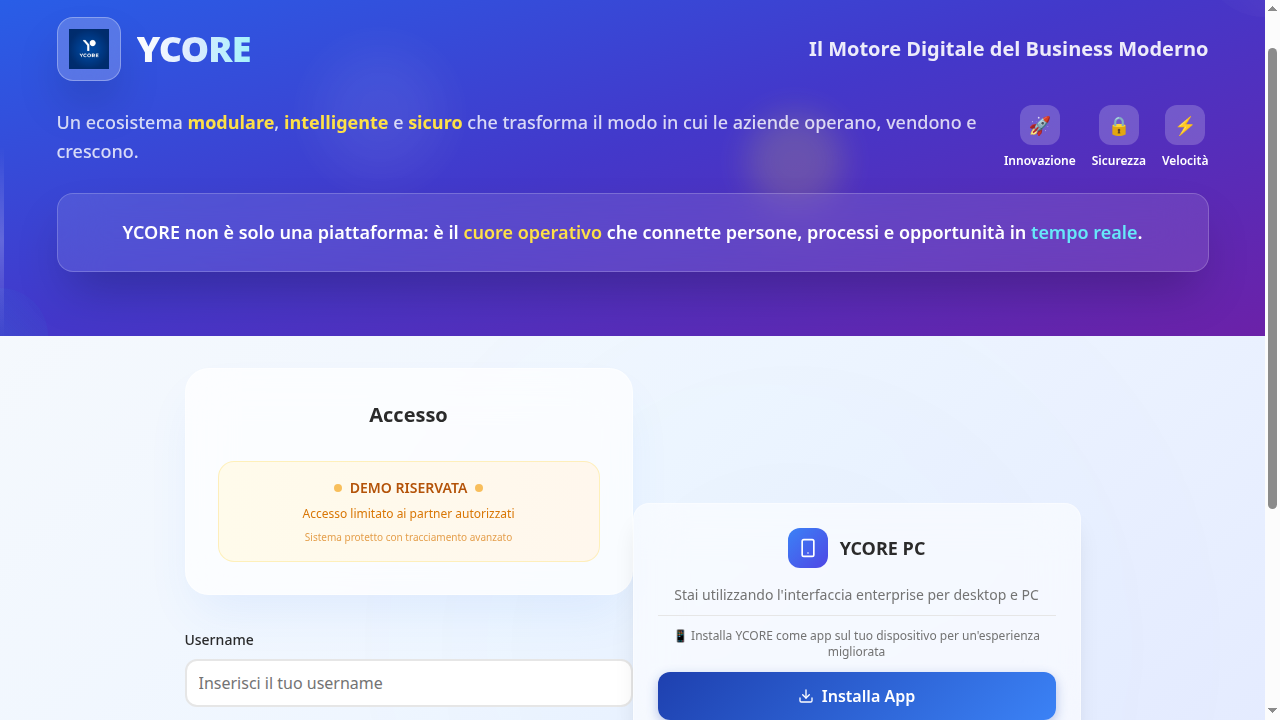 YCORE
YCORE
Il Motore Digitale del Business Moderno
Un ecosistema modulare, intelligente e sicuro che trasforma il modo in cui le aziende operano, vendono e
crescono.
Innovazione
Sicurezza
Velocità
YCORE non è solo una piattaforma: è il cuore operativo che connette persone, processi e opportunità in tempo reale.
Accesso
DEMO RISERVATA
Accesso limitato ai partner autorizzati
Sistema protetto con tracciamento avanzato
Username
Inserisci il tuo username
YCORE PC
Stai utilizzando l'interfaccia enterprise per desktop e PC
Installa YCORE come app sul tuo dispositivo per un'esperienza
migliorata
Installa App